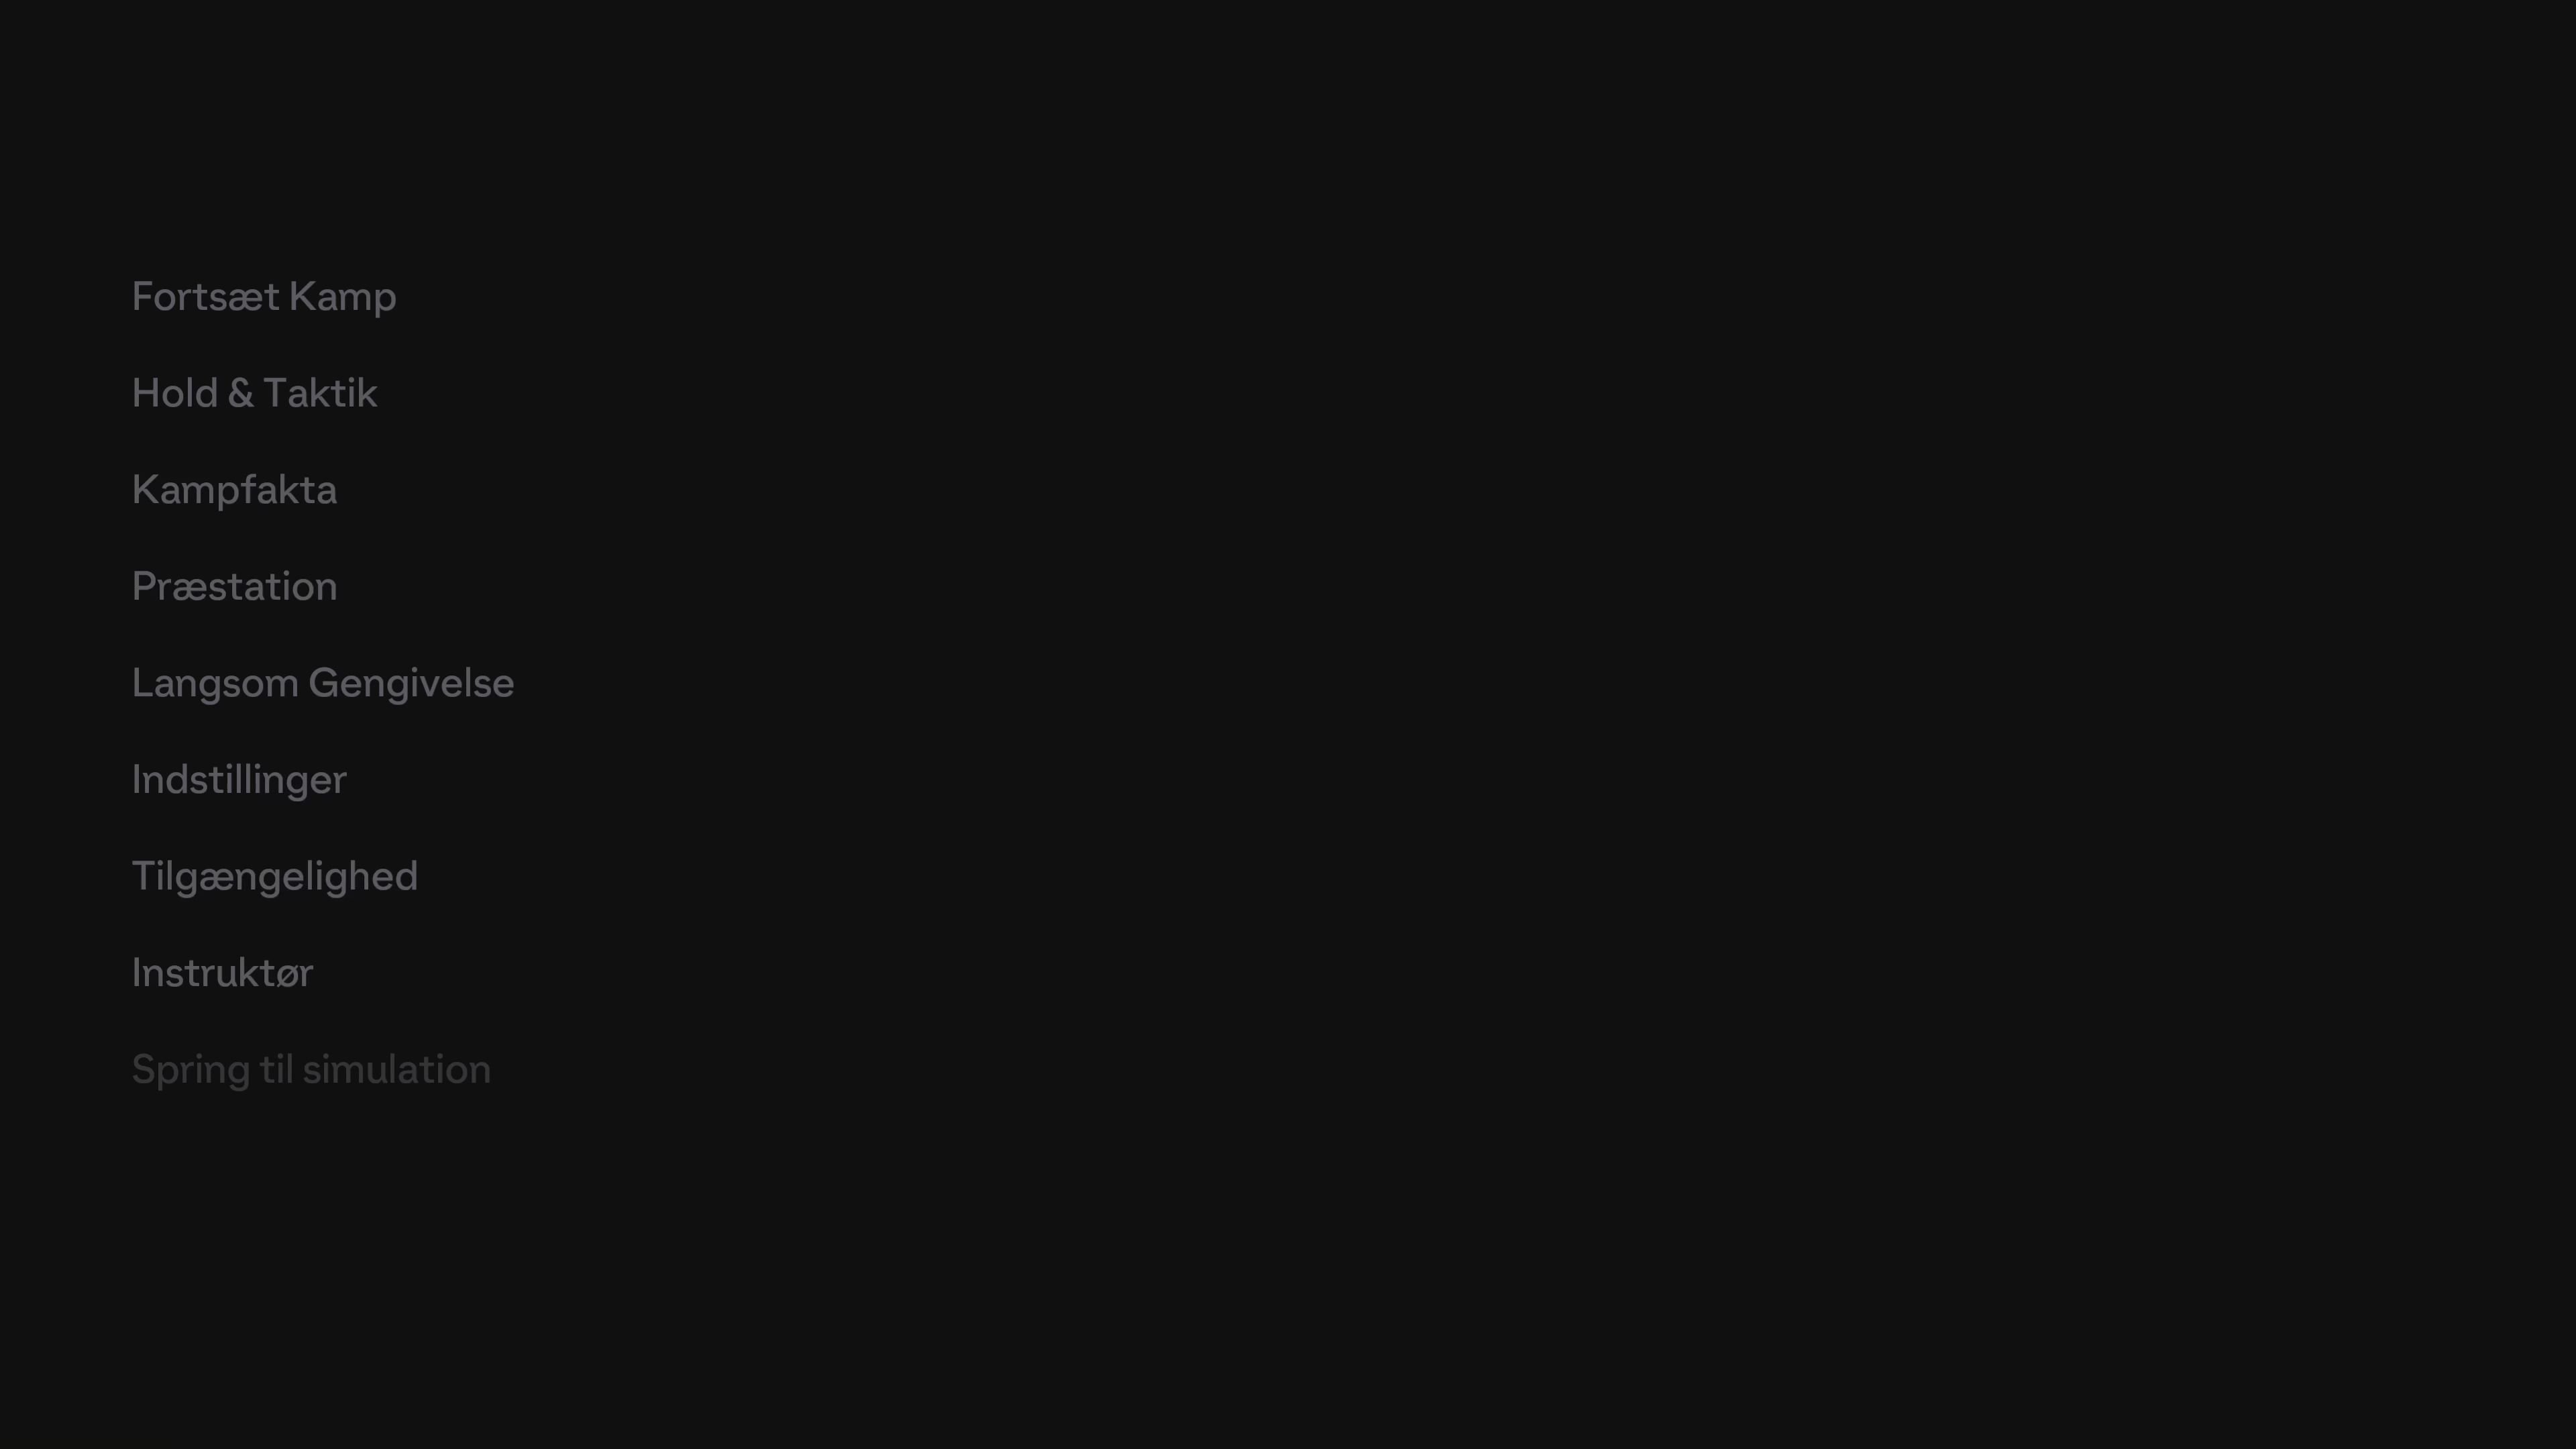 Fortsæt Kamp
Hold & Taktik
Kampfakta
Præstation
Langsom Gengivelse
Indstillinger
Tilgængelighed
Instruktør
Spring til simulation